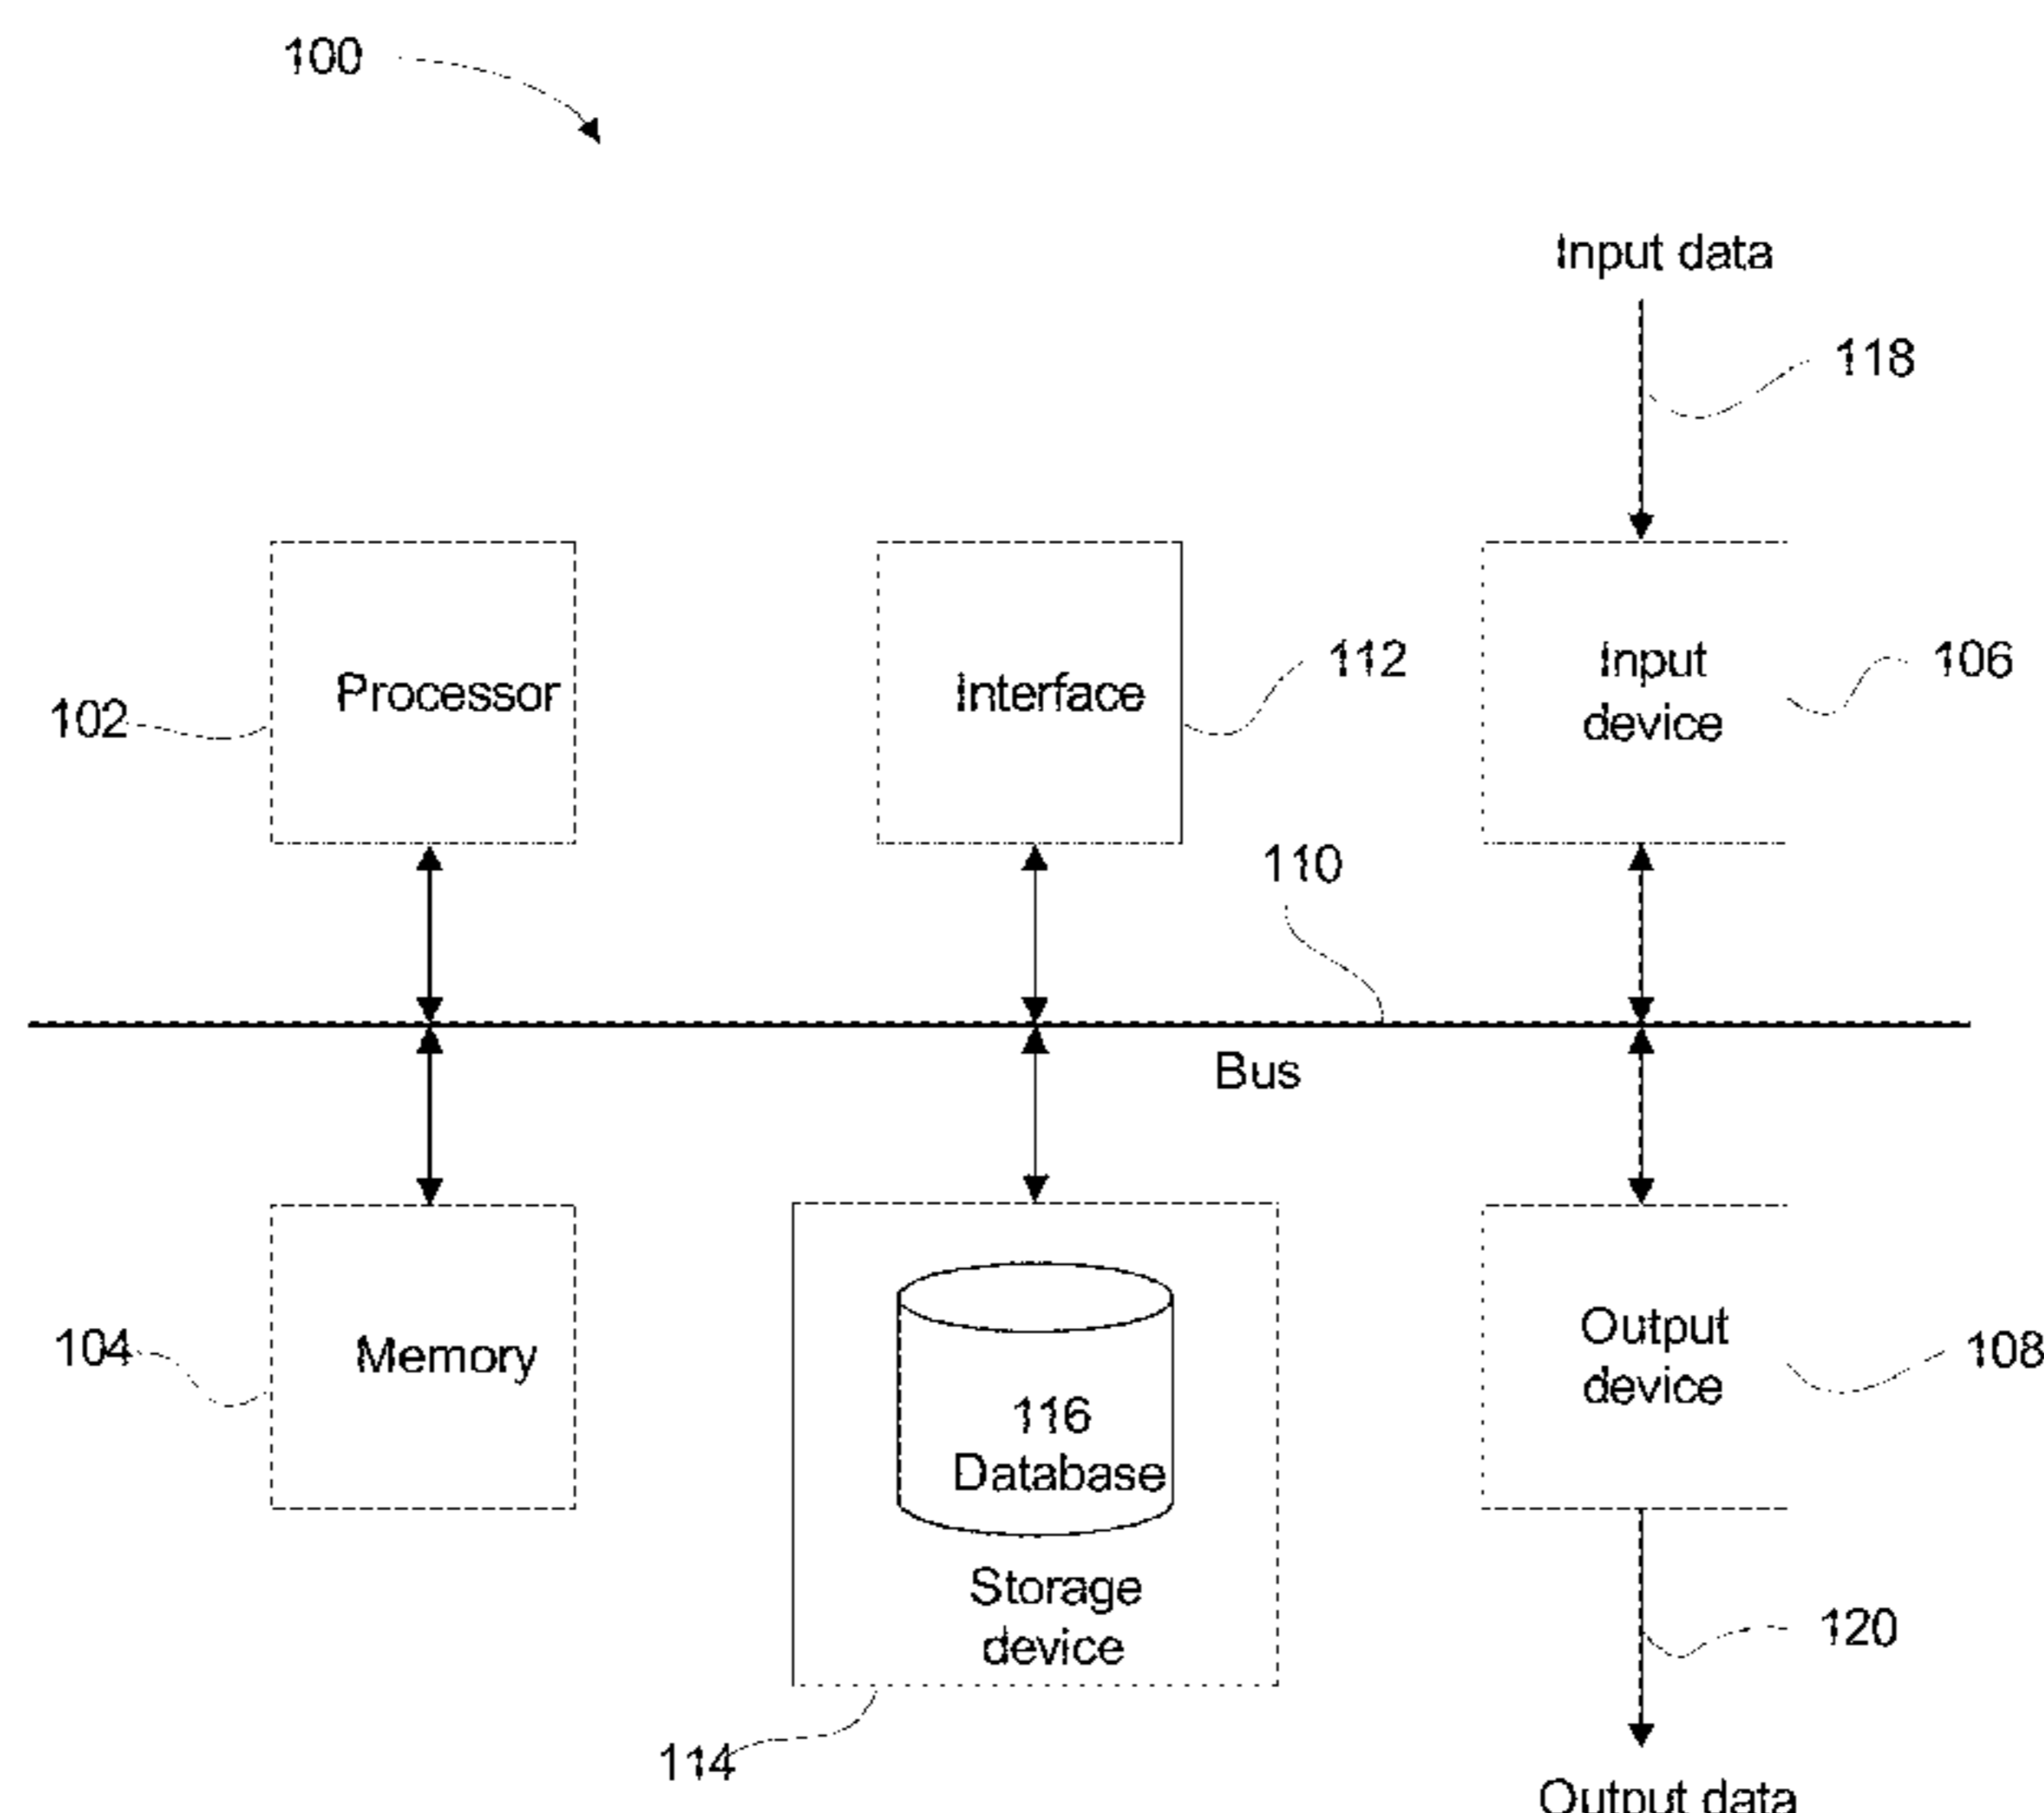 100
Input data
118
Processor
102
Interface
112
Input
device
106
110
Bus
104
Memory
116
Database
Storage
device
114
Output
device
108
120
Output data